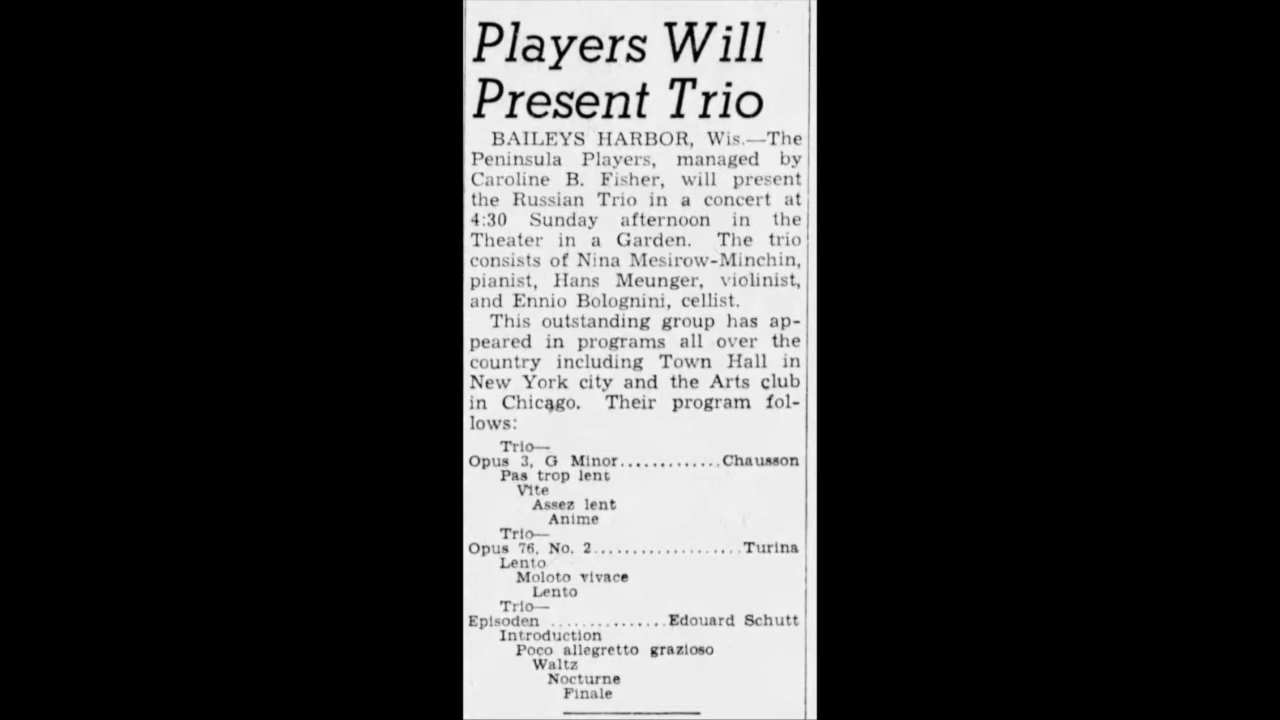 Players Will
Present Trio
BAILEYS HARBOR, Wis.—The
Peninsula Players, managed by
Caroline B. Fisher, will present
the Russian Trio in a concert at
4:30 Sunday afternoon in the
Theater in a Garden. The trio
consists of Nina Mesirow-Minchin,
pianist, Hans Meunger, violinist,
and Ennio Bolognini, cellist.
This outstanding group has ap-
peared in programs all over the
country including Town Hall in
New York city and the Arts club
in Chicago. Their program fol-
lows:
Trio—
Opus 3, G Minor.............Chausson
Pas trop lent
Vite
Assez lent
Anime
Trio—
Opus 76, No. 2...................Turina
Lento
Moloto vivace
Lento
Trio—
Episoden ...............Edouard Schutt
Introduction
Poco allegretto grazioso
Waltz
Nocturne
Finale